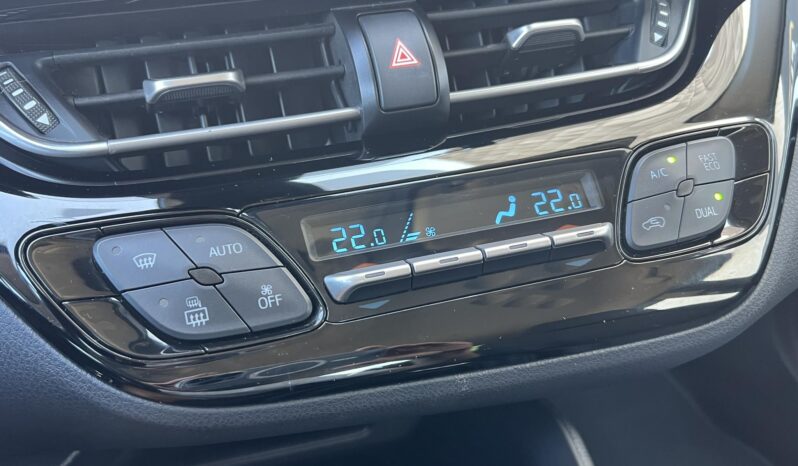 A/C
FAST
ECO
22.0
22.0
AUTO
DUAL
OFF